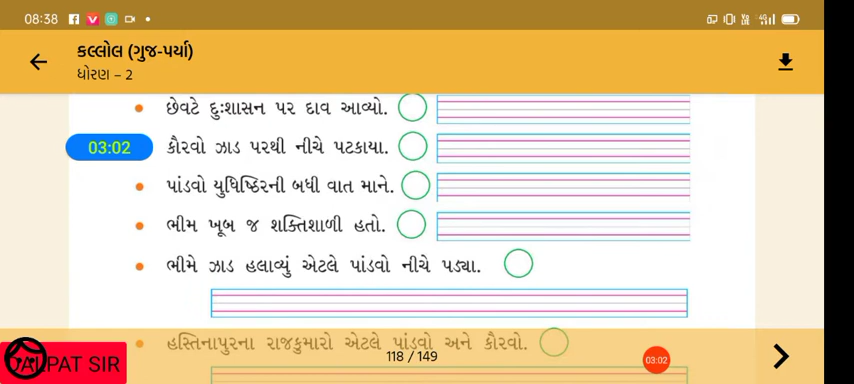 08:38
કલ્લોલ (ગુજ-પર્યા)
ધોરણ – 2
છેવટે દુઃશાસન પર દાવ આવ્યો.
03:02 કૌરવો ઝાડ પરથી નીચે પટકાયા.
પાંડવો યુધિષ્ઠિરની બધી વાત માને.
ભીમ ખૂબ જ શક્તિશાળી હતો.
ભીમે ઝાડ હલાવ્યું એટલે પાંડવો નીચે પડ્યા.
હસ્તિનાપુરના રાજકુમારો એટલે પાંડવો અને કૌરવો.
118 / 149
03:02
ALPAT SIR